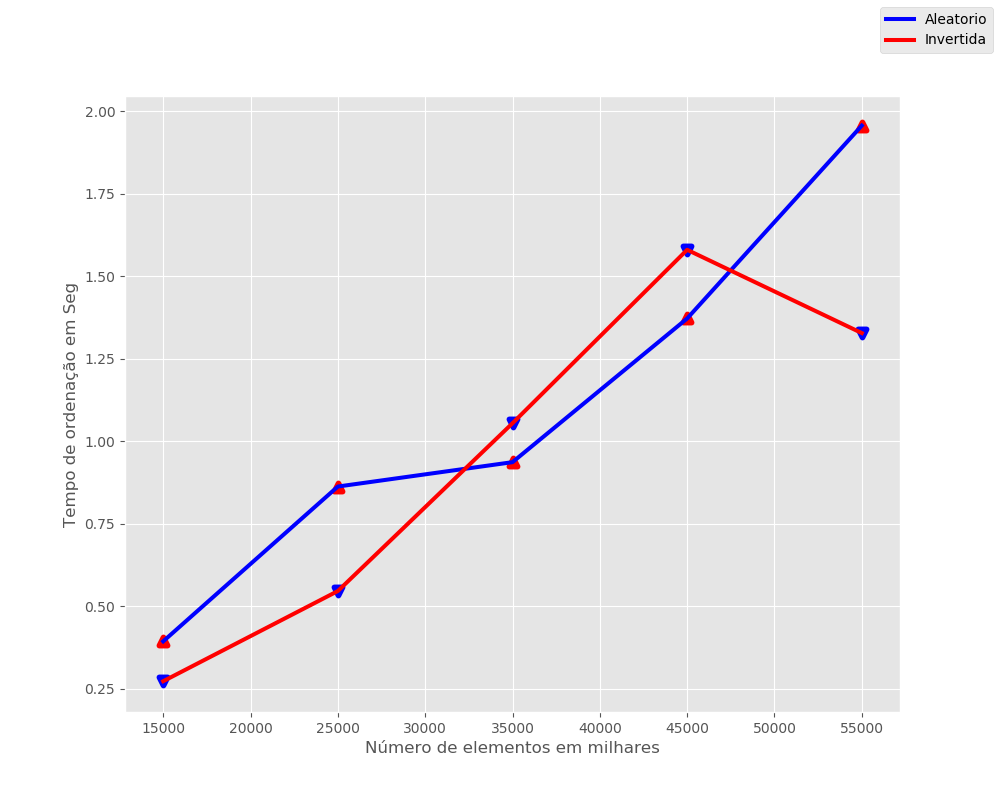 Aleatorio
Invertida
2.00
1.75
1.50
1.25
1.00
0.75
0.50
0.25
Tempo de ordenação em Seg
15000 20000 25000 30000 35000 40000 45000 50000 55000
Número de elementos em milhares